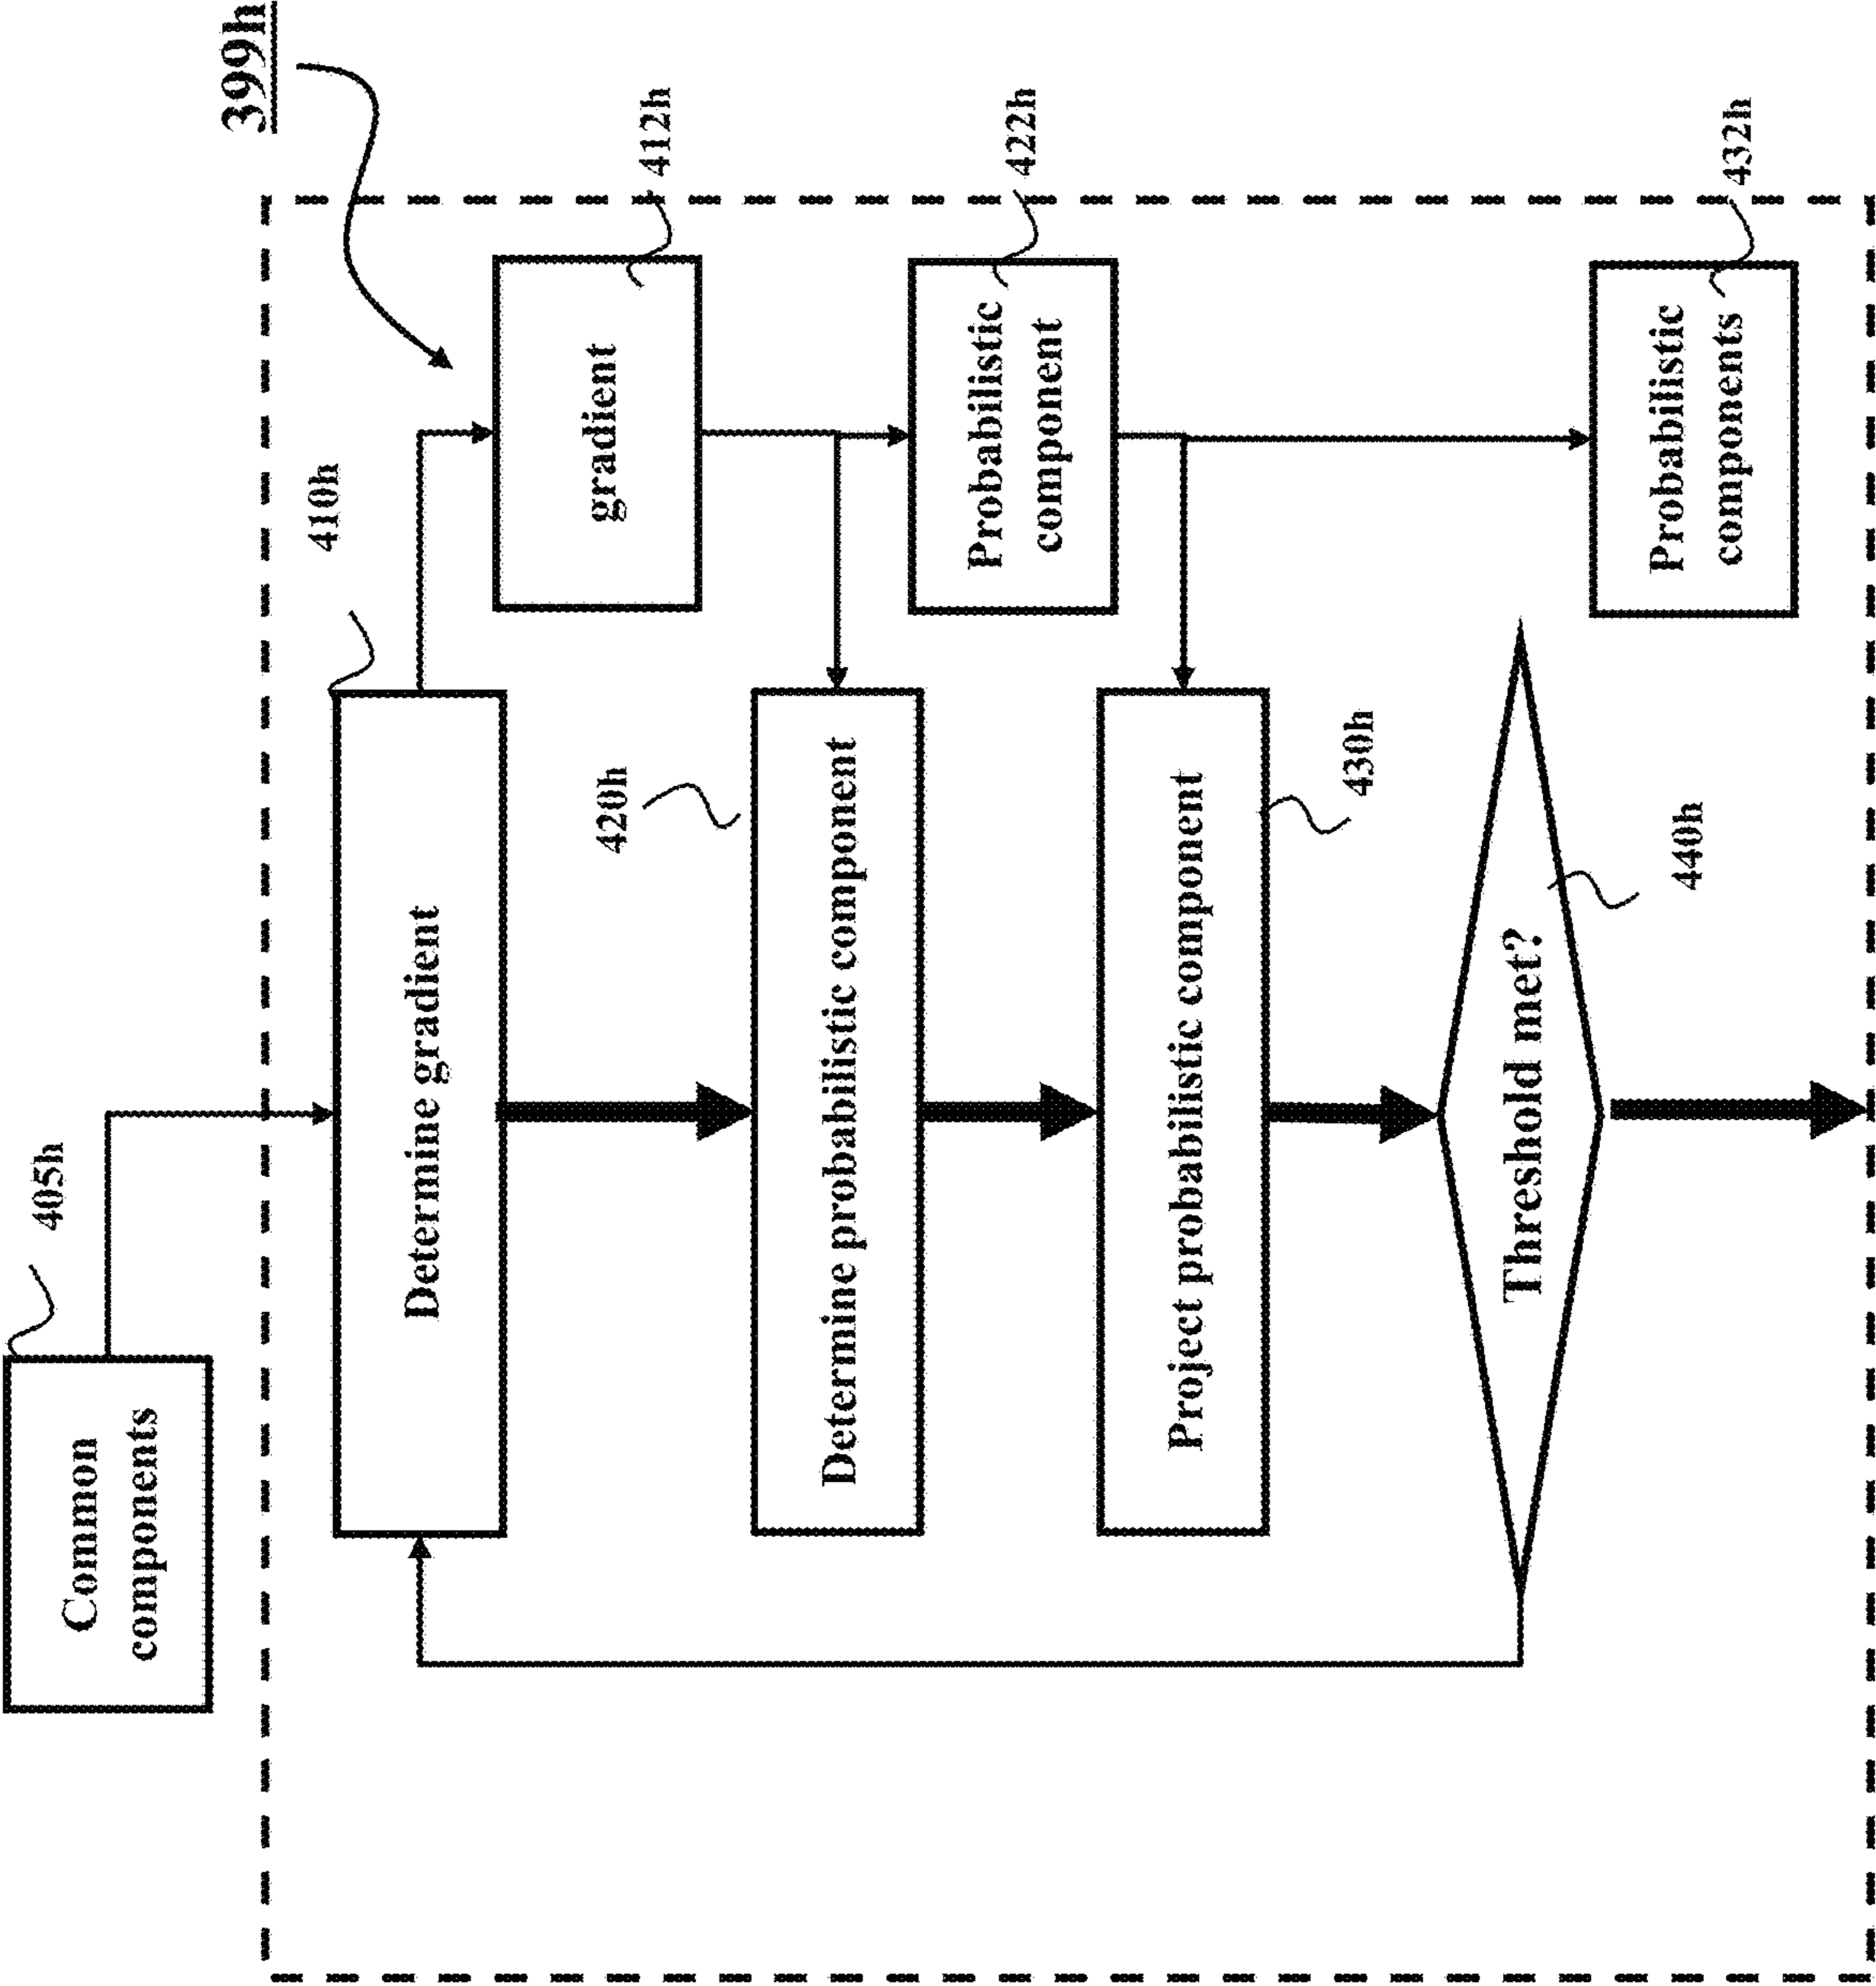 399h
Common
components
405h
Determine gradient
410h
gradient
412h
Determine probabilistic component
420h
Probabilistic
component
422h
Project probabilistic component
430h
Threshold met?
440h
Probabilistic
components
432h